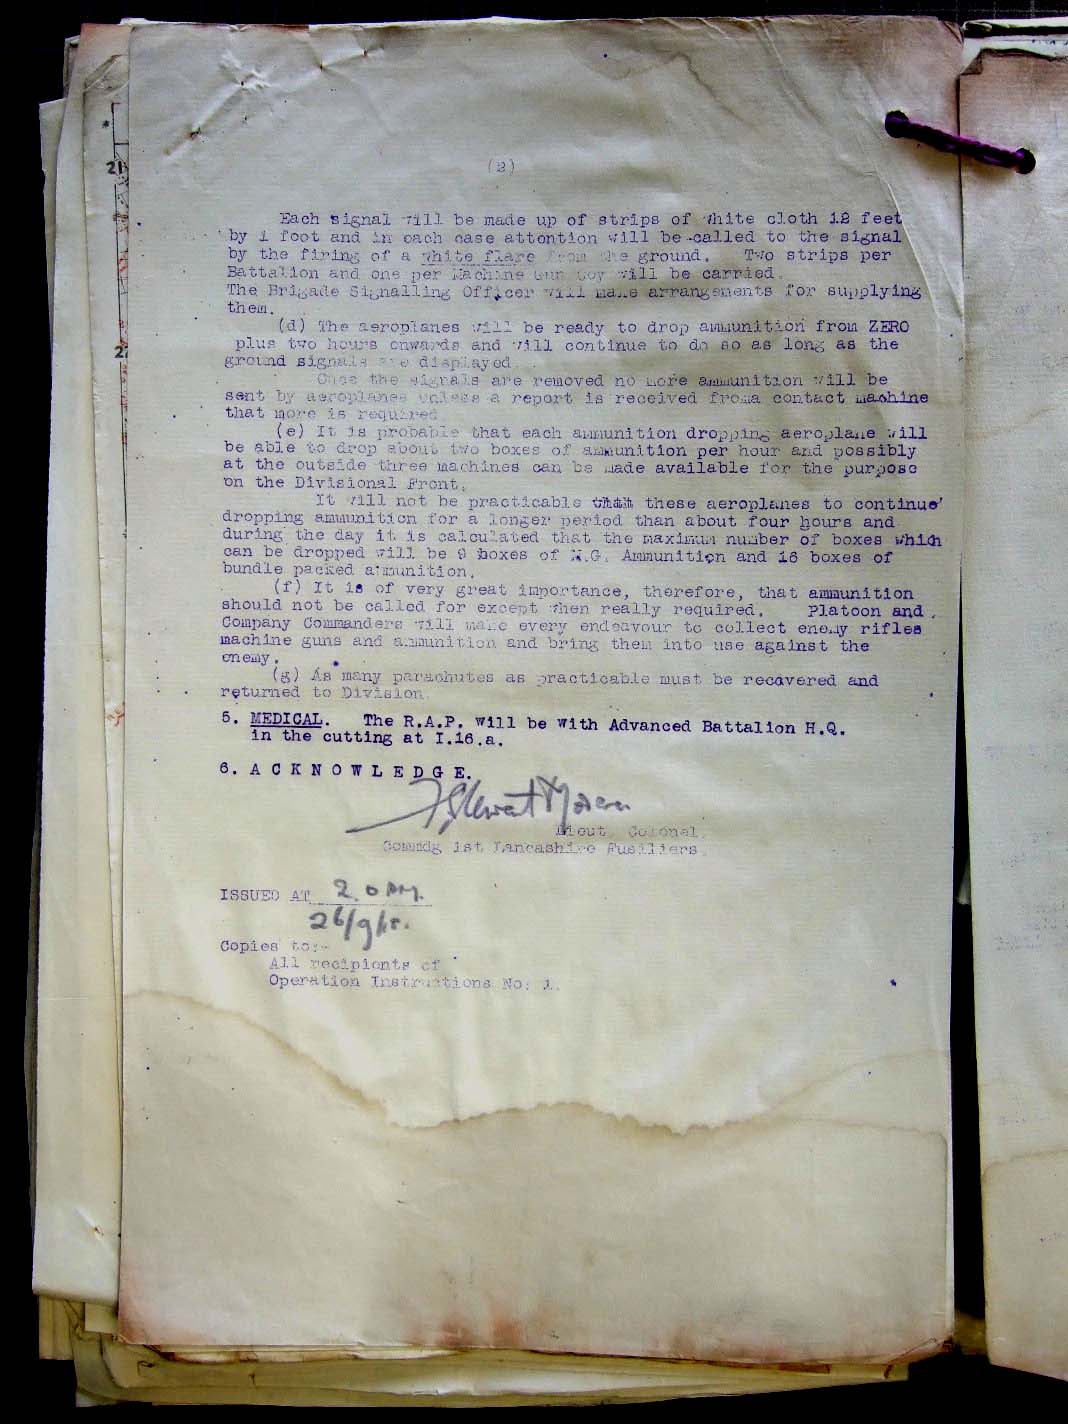 (2)
Each signal will be made up of strips of white cloth 12 feet
by 1 foot and in each case attention will be called to the signal
by the firing of a white flare from the ground. Two strips per
Battalion and one per Machine Gun Coy will be carried.
The Brigade Signalling Officer will make arrangements for supplying
them.
(d) The aeroplanes will be ready to drop ammunition from ZERO
plus two hours onwards and will continue to do so as long as the
ground signals are displayed.
Once the signals are removed no more ammunition will be
sent by aeroplanes unless a report is received from a contact machine
that more is required.
(e) It is probable that each ammunition dropping aeroplane will
be able to drop about two boxes of ammunition per hour and possibly
at the outside three machines can be made available for the purpose
on the Divisional Front.
It will not be practicable these aeroplanes to continue
dropping ammunition for a longer period than about four hours and
during the day it is calculated that the maximum number of boxes which
can be dropped will be 9 boxes of M.G. Ammunition and 16 boxes of
bundle packed ammunition.
(f) It is of very great importance, therefore, that ammunition
should not be called for except when really required. Platoon and
Company Commanders will make every endeavour to collect enemy rifles
machine guns and ammunition and bring them into use against the
enemy.
(g) As many parachutes as practicable must be recovered and
returned to Division.
5. MEDICAL. The R.A.P. will be with Advanced Battalion H.Q.
in the cutting at I.16.a.
6. A C K N O W L E D G E.
Lieut. Colonel.
Commdg 1st Lancashire Fusiliers.
ISSUED AT 2.0 PM.
26/9/18.
Copies to:-
All recipients of
Operation Instructions No: 1.
21